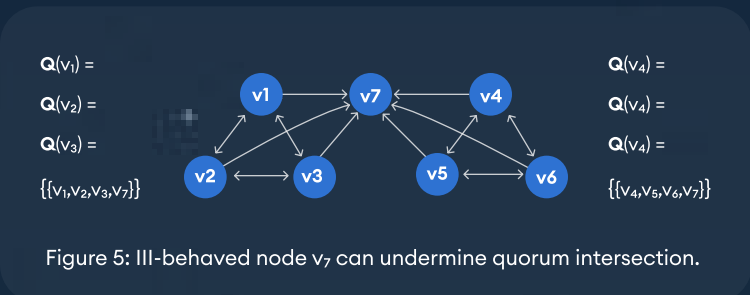 Q(v₁) =
Q(v₂) =
Q(v₃) =
{{v₁,v₂,v₃,v₇}}
v1
v7
v4
v2
v3
v5
v6
Q(v₄) =
Q(v₄) =
Q(v₄) =
{{v₄,v₅,v₆,v₇}}
Figure 5: III-behaved node v₇ can undermine quorum intersection.